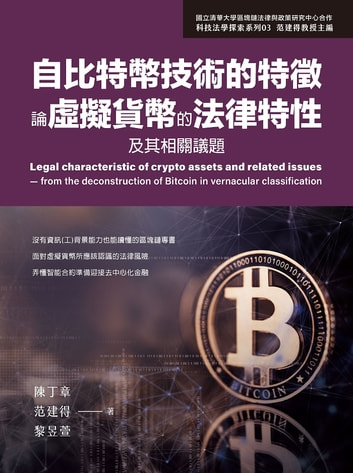 國立清華大學區塊鏈法律與政策研究中心合作
科技法學探索系列03 范建得教授主編
自比特幣技術的特徵
論虛擬貨幣的法律特性
及其相關議題
Legal characteristic of crypto assets and related issues
— from the deconstruction of Bitcoin in vernacular classification
沒有資訊(工)背景能力也能讀懂的區塊鏈專書
面對虛擬貨幣所應該認識的法律風險
弄懂智能合約準備迎接去中心化金融
陳丁章
范建得 著
黎昱萱